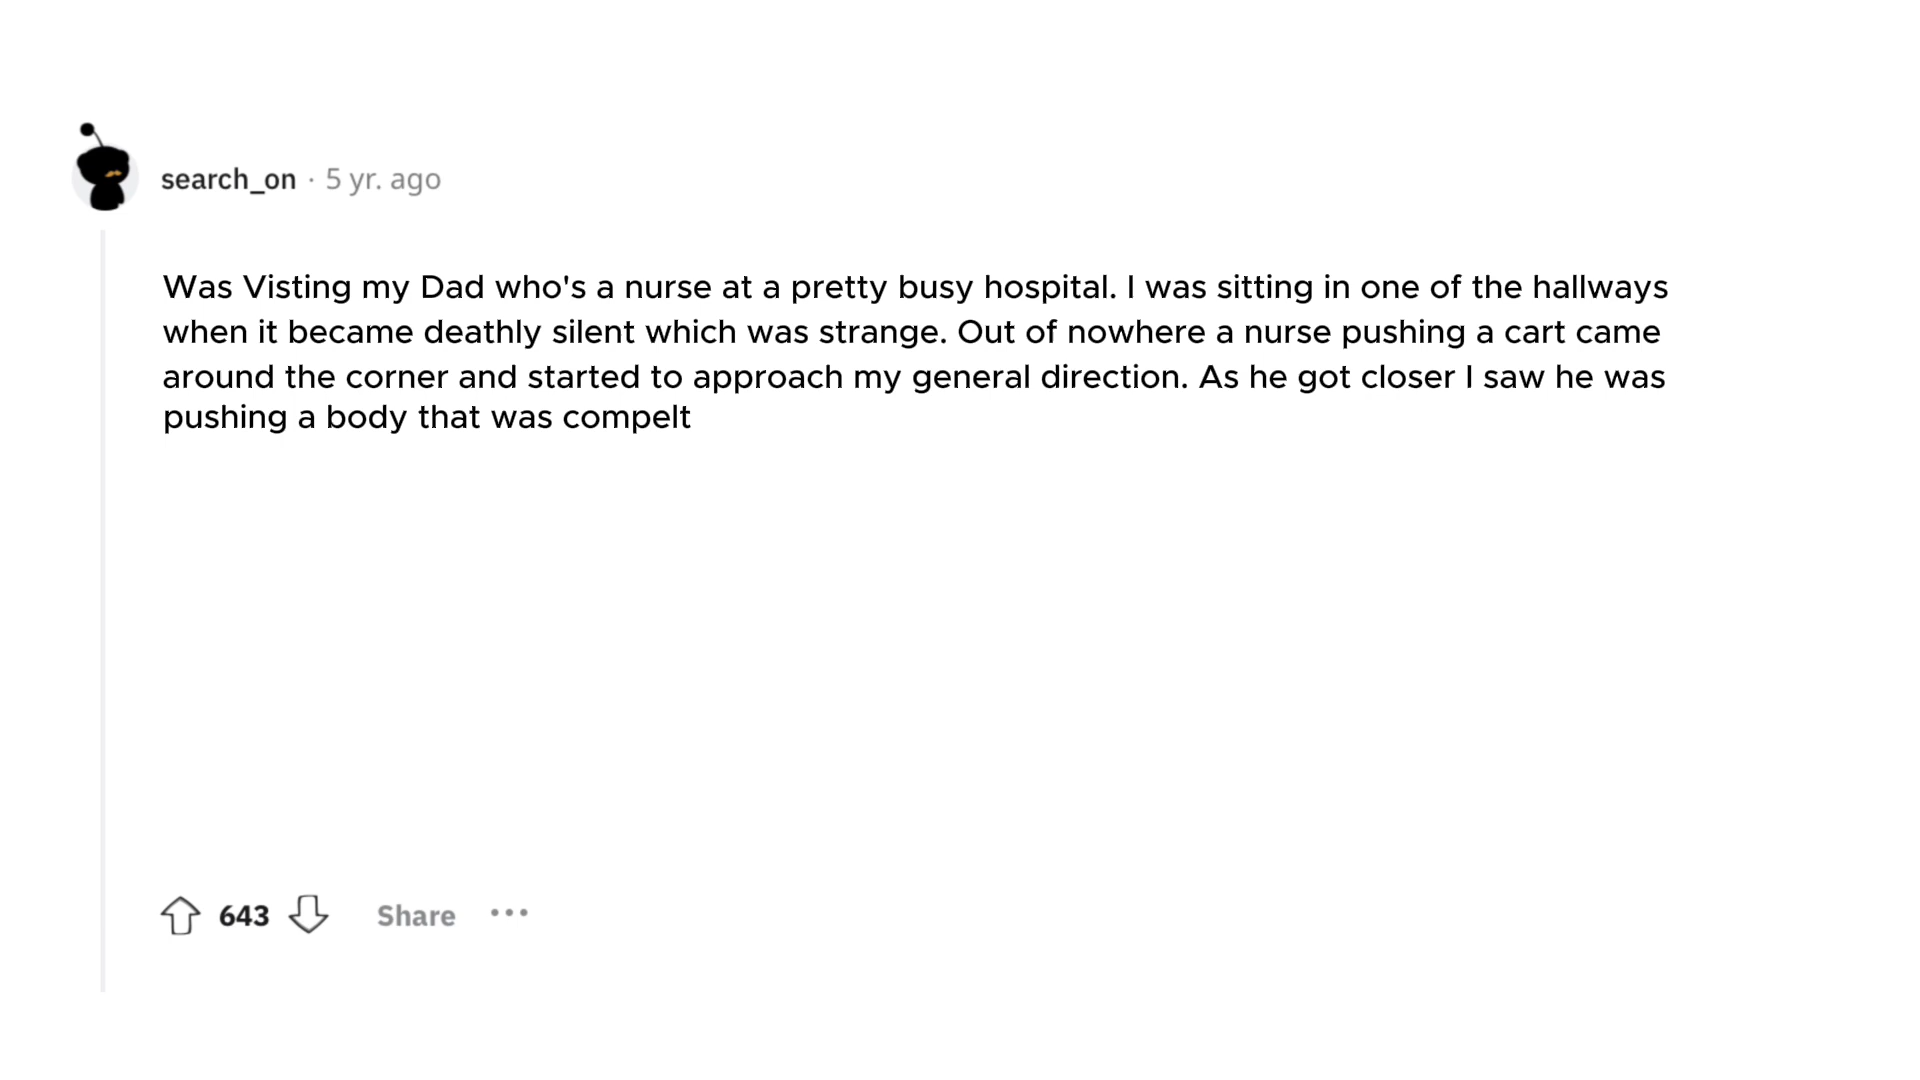 search_on · 5 yr. ago
Was Visting my Dad who's a nurse at a pretty busy hospital. I was sitting in one of the hallways
when it became deathly silent which was strange. Out of nowhere a nurse pushing a cart came
around the corner and started to approach my general direction. As he got closer I saw he was
pushing a body that was compelt
643 Share ...